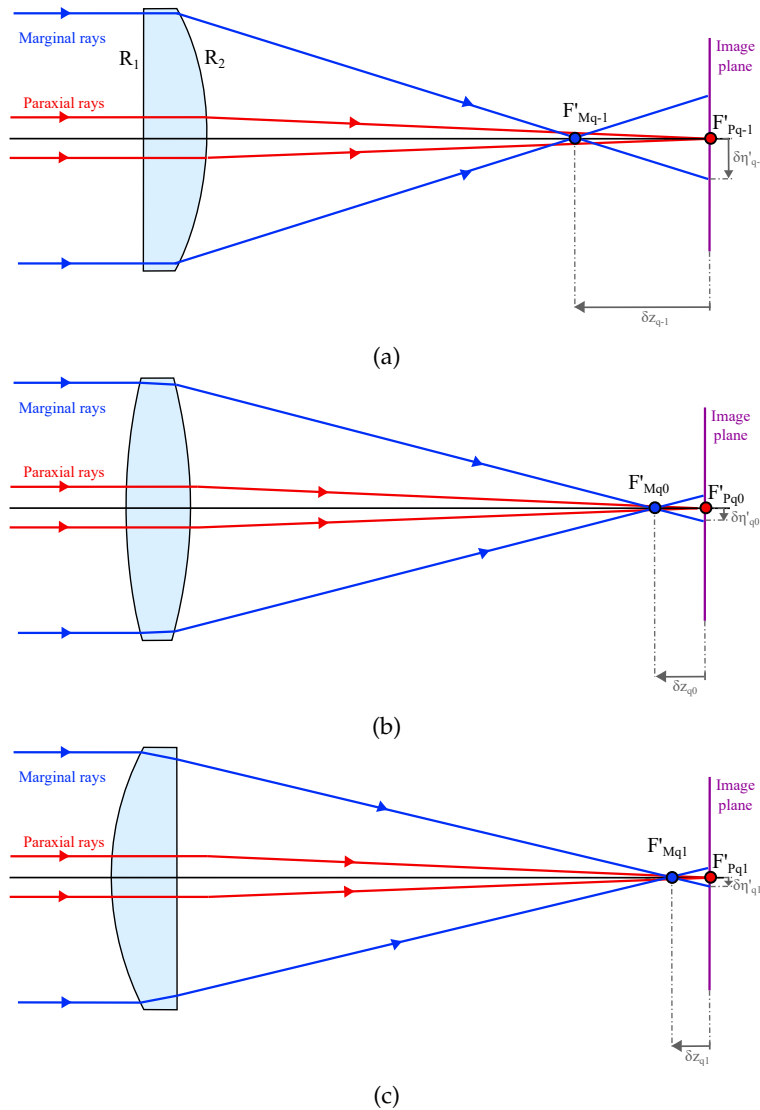 Marginal rays
R1
R2
Image
plane
Paraxial rays
F'Mq-1
F'Pq-1
δη'q-
δzq-1
(a)
Marginal rays
Image
plane
Paraxial rays
F'Mq0
F'Pq0
δη'q0
δzq0
(b)
Marginal rays
Image
plane
Paraxial rays
F'Mq1
F'Pq1
δη'q1
δzq1
(c)